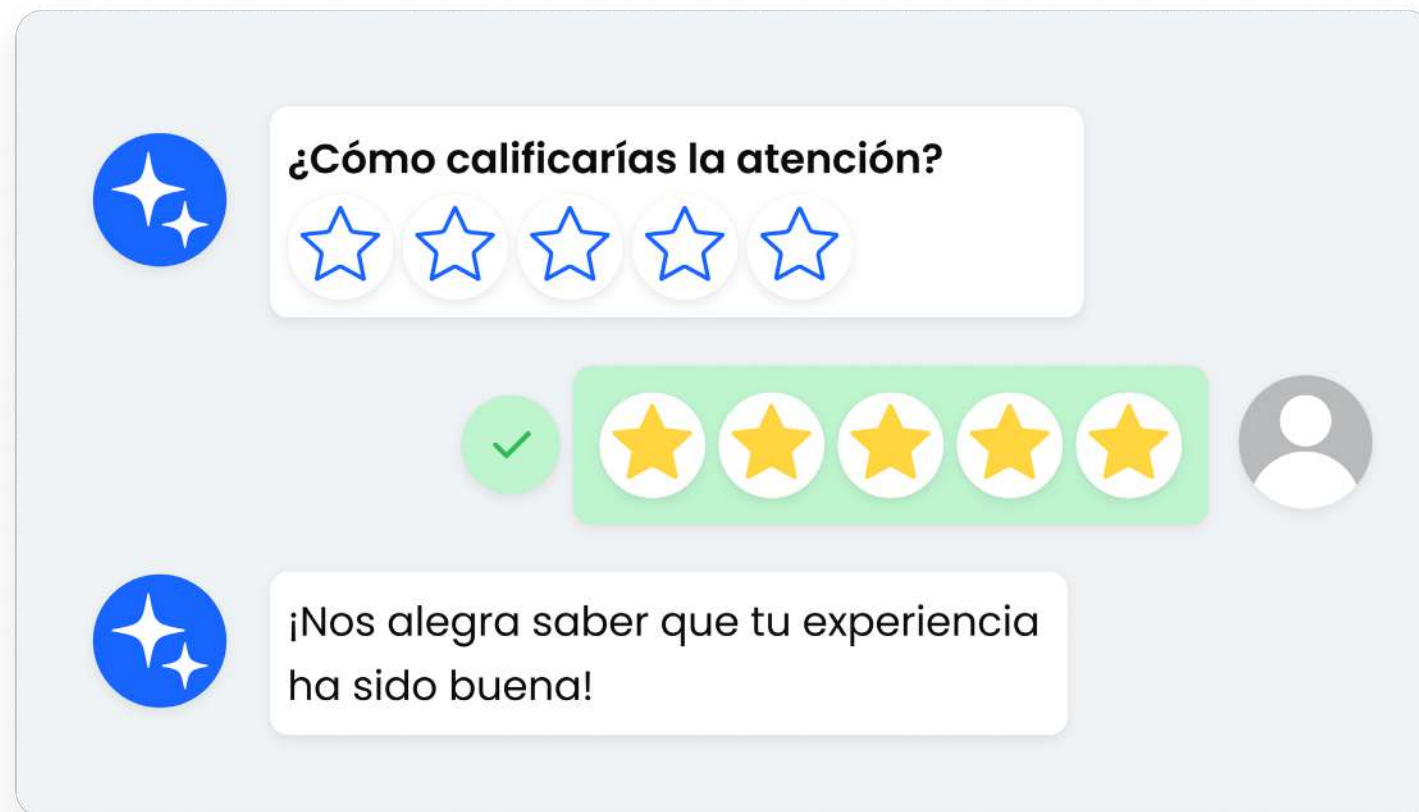 ¿Cómo calificarías la atención?
¡Nos alegra saber que tu experiencia
ha sido buena!